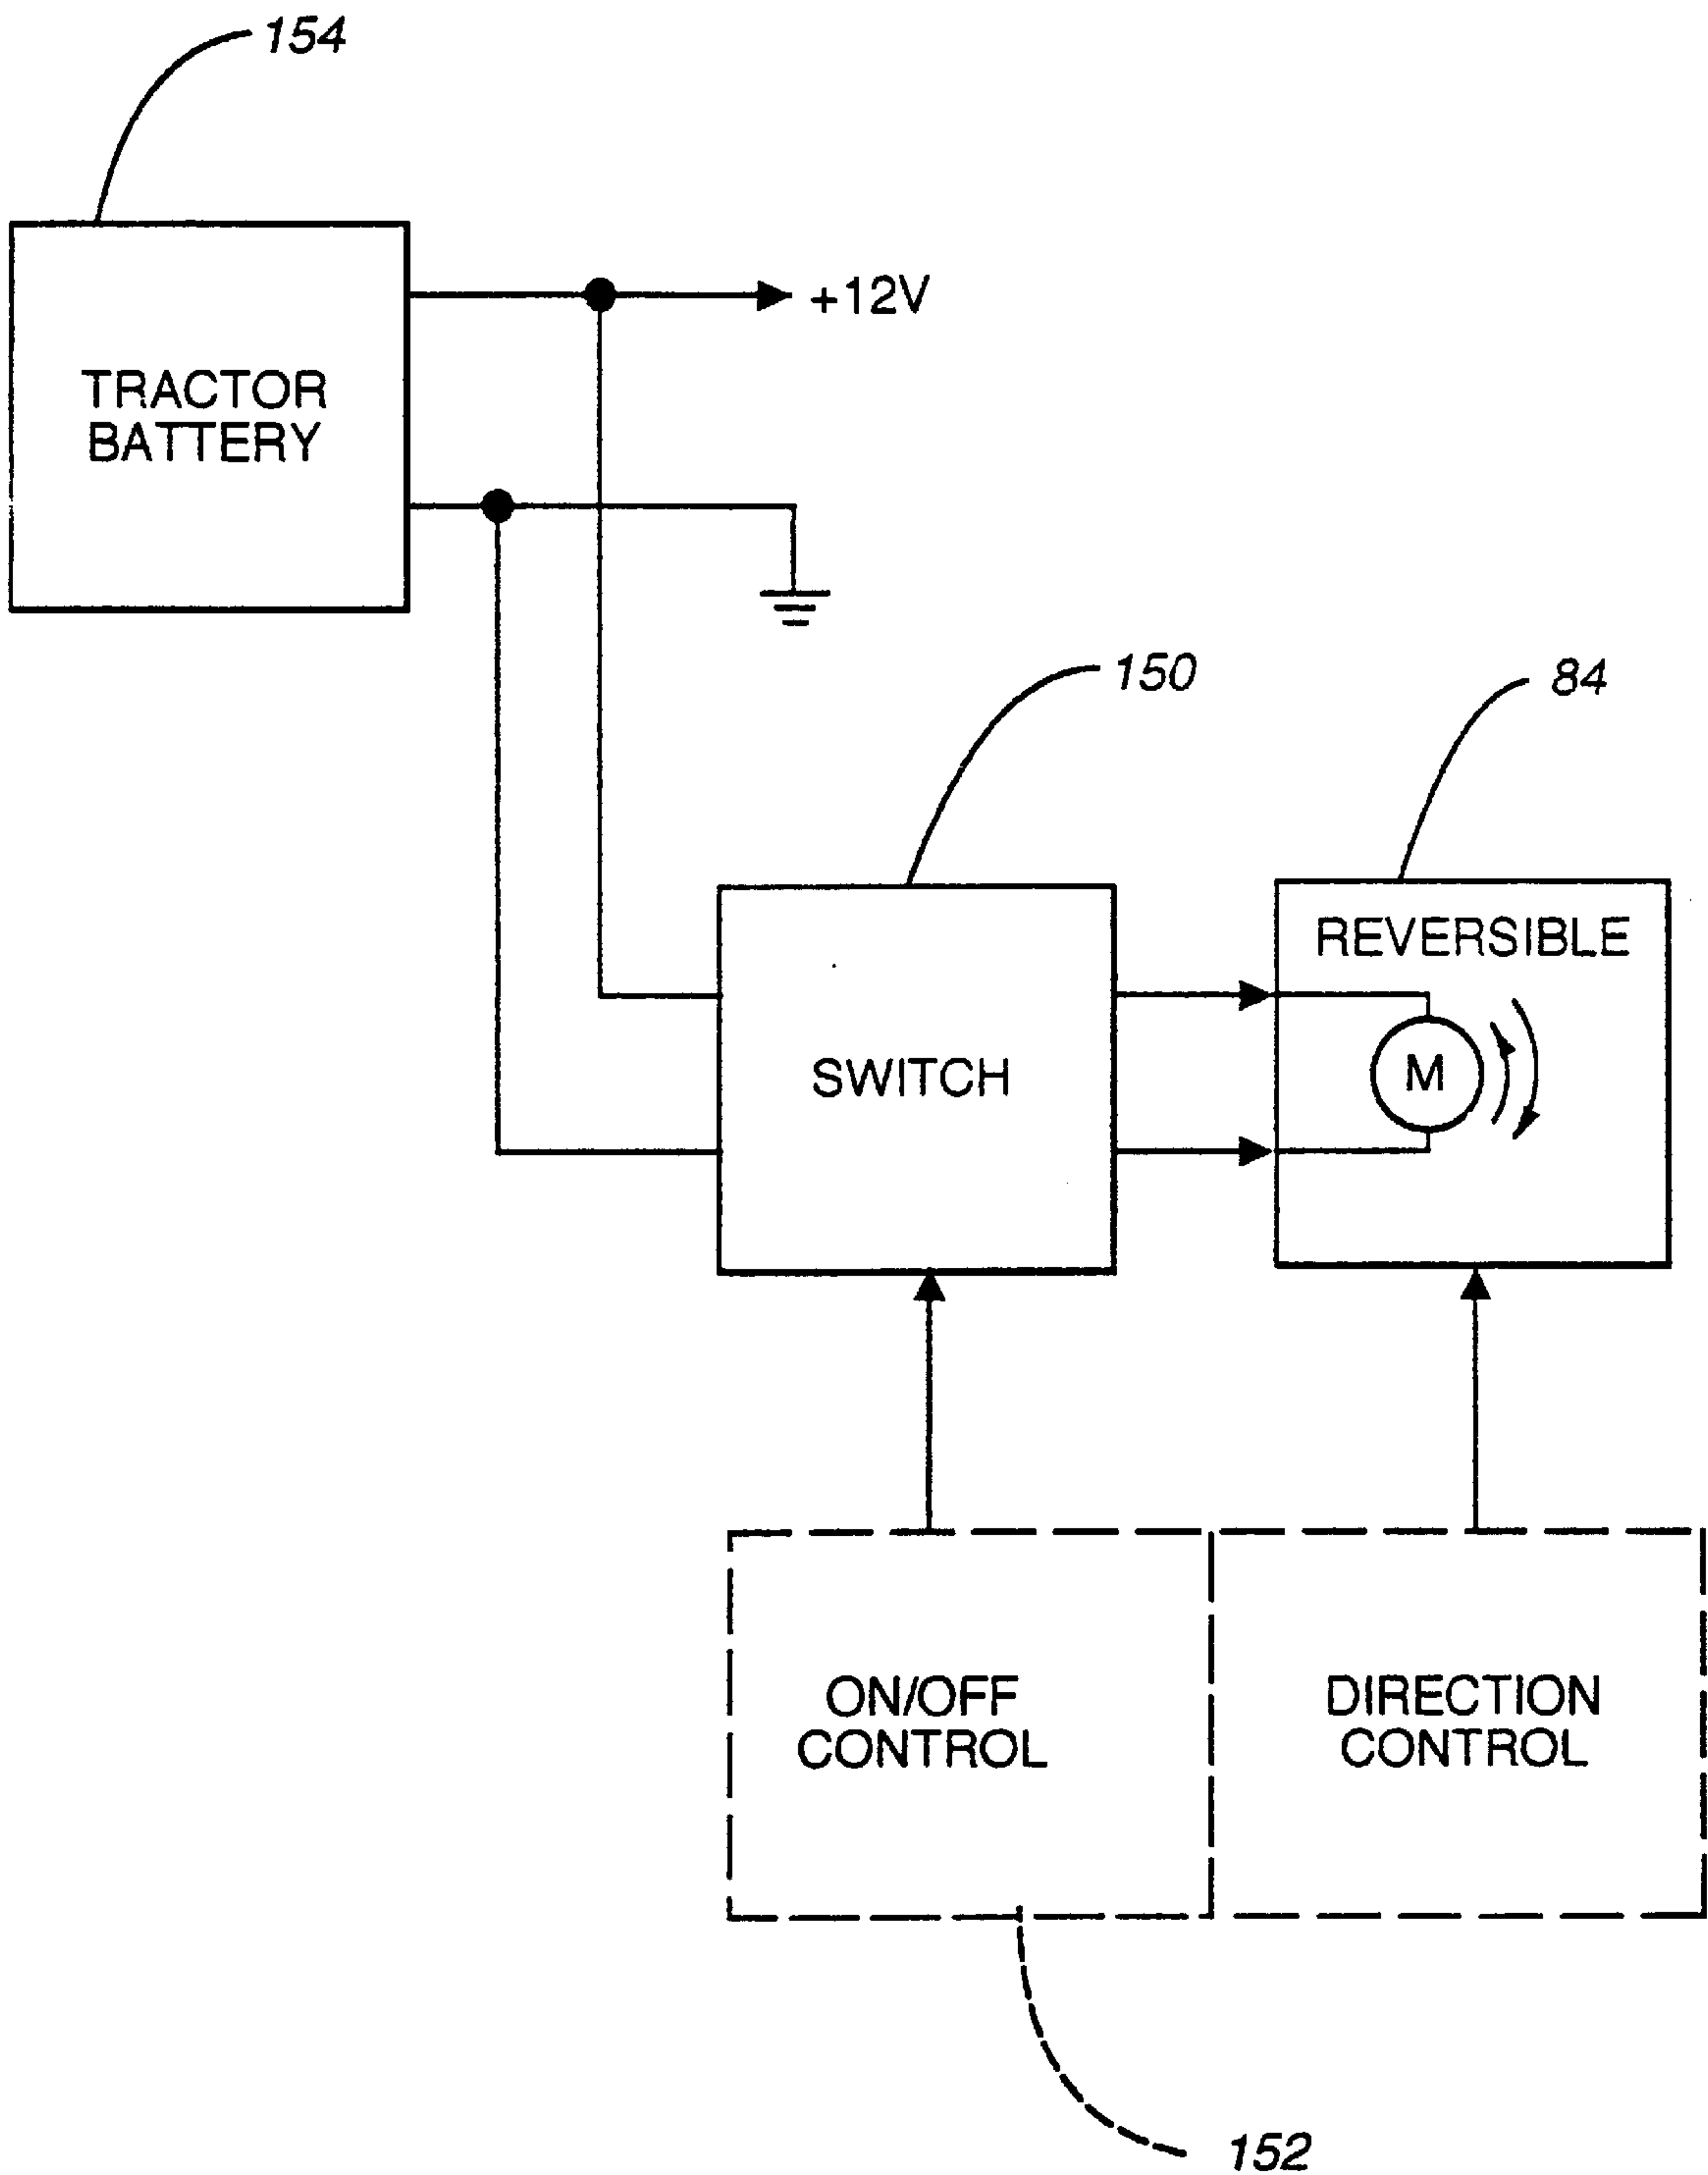 154
+12V
TRACTOR
BATTERY
150
84
REVERSIBLE
SWITCH
M
ON/OFF
CONTROL
DIRECTION
CONTROL
152